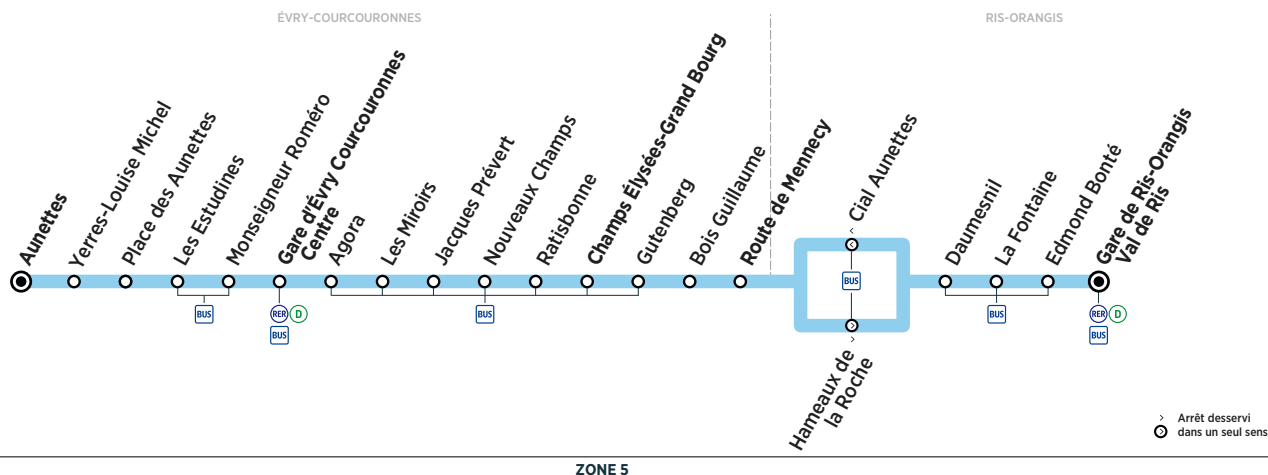 ÉVRY-COURCOURONNES
RIS-ORANGIS
Aunettes
Yerres-Louise Michel
Place des Aunettes
Les Estudines
Monseigneur Roméro
Gare d'Évry Courcouronnes
Centre
Agora
Les Miroirs
Jacques Prévert
Nouveaux Champs
Ratisbonne
Champs Élysées-Grand Bourg
Gutenberg
Bois Guillaume
Route de Mennecy
Cial Aunettes
Hameaux de
la Roche
Daumesnil
La Fontaine
Edmond Bonté
Gare de Ris-Orangis
Val de Ris
BUS
RER D
BUS
BUS
BUS
BUS
RER D
BUS
Arrêt desservi
dans un seul sens
ZONE 5